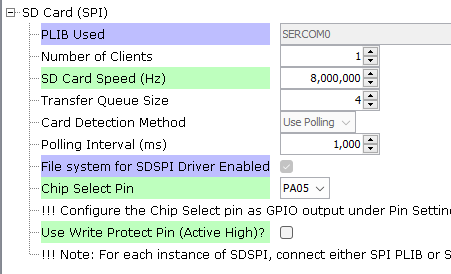 SD Card (SPI)
PLIB Used SERCOM0
Number of Clients 1
SD Card Speed (Hz) 8,000,000
Transfer Queue Size 4
Card Detection Method Use Polling
Polling Interval (ms) 1,000
File system for SDSPI Driver Enabled
Chip Select Pin PA05
!!! Configure the Chip Select pin as GPIO output under Pin Settin
Use Write Protect Pin (Active High)?
!!! Note: For each instance of SDSPI, connect either SPI PLIB or S